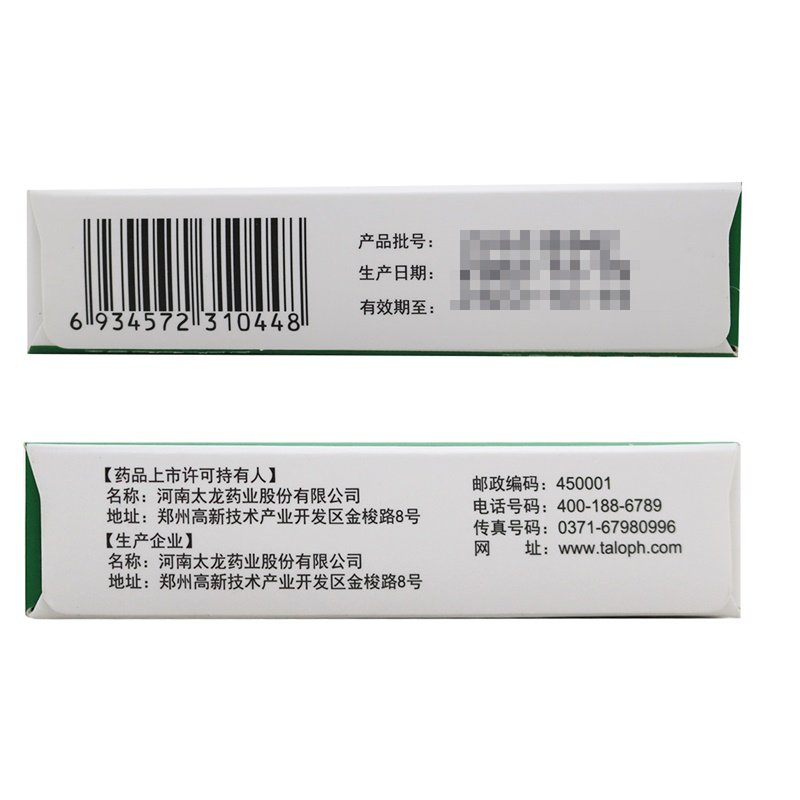 6 934572 310448
产品批号：
生产日期：
有效期至：
【药品上市许可持有人】
名称：河南太龙药业股份有限公司
地址：郑州高新技术产业开发区金梭路8号
【生产企业】
名称：河南太龙药业股份有限公司
地址：郑州高新技术产业开发区金梭路8号
邮政编码：450001
电话号码：400-188-6789
传真号码：0371-67980996
网 址：www.taloph.com